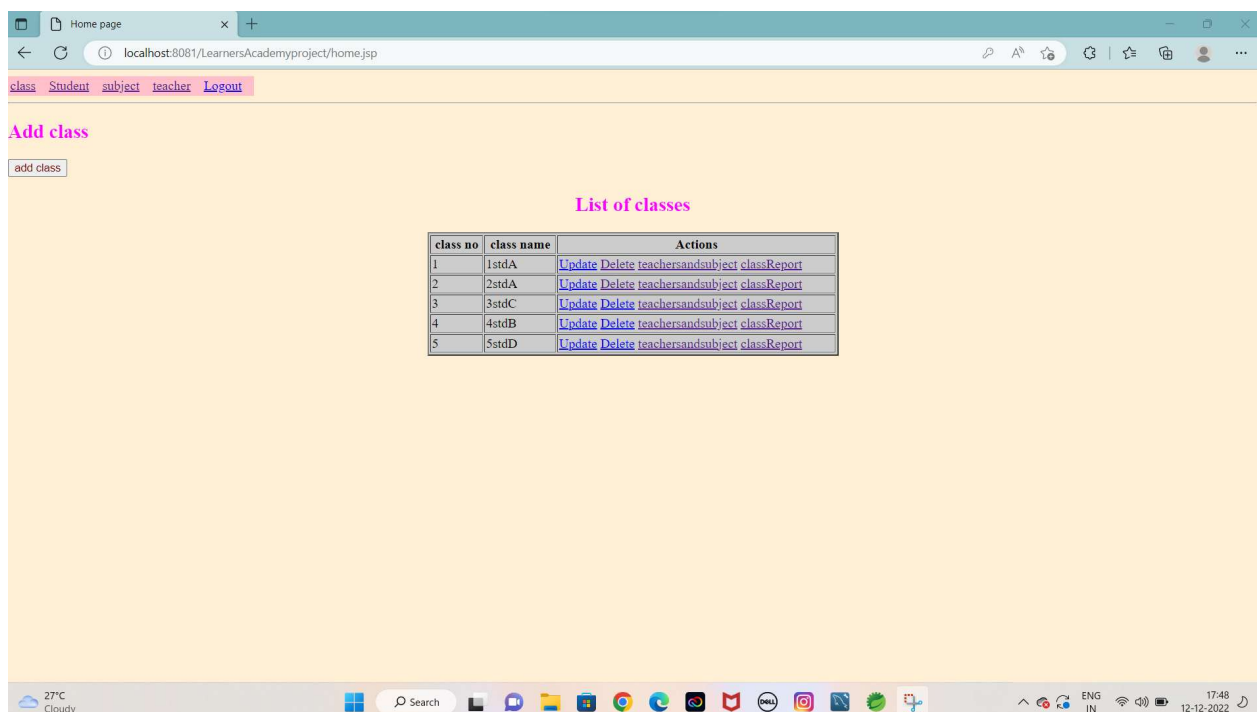 Home page
localhost:8081/LearnersAcademyproject/home.jsp
class Student subject teacher Logout
Add class
add class
List of classes
class no class name Actions
1 1stdA Update Delete teachersandsubject classReport
2 2stdA Update Delete teachersandsubject classReport
3 3stdC Update Delete teachersandsubject classReport
4 4stdB Update Delete teachersandsubject classReport
5 5stdD Update Delete teachersandsubject classReport
27°C
Cloudy
Search
DELL
ENG
IN
17:48
12-12-2022